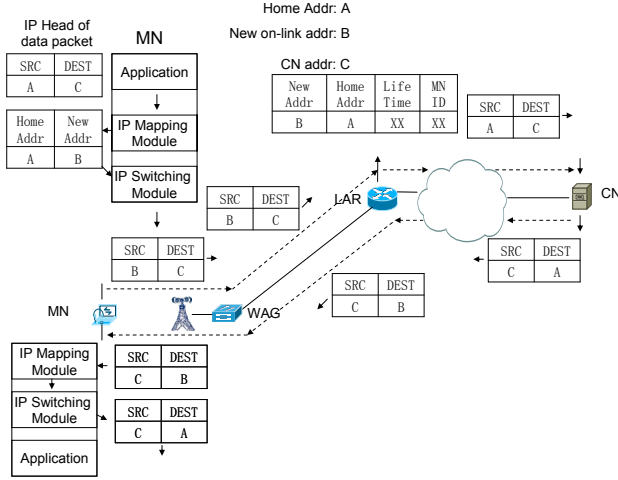 Home Addr: A
New on-link addr: B
CN addr: C
IP Head of
data packet
MN
SRC DEST
A C
Application
Home New
Addr Addr
A B
IP Mapping
Module
IP Switching
Module
New Home Life MN
Addr Addr Time ID
B A XX XX
SRC DEST
A C
SRC DEST
B C
LAR
CN
SRC DEST
B C
SRC DEST
C A
SRC DEST
C B
MN
WAG
IP Mapping
Module
SRC DEST
C B
IP Switching
Module
SRC DEST
C A
Application